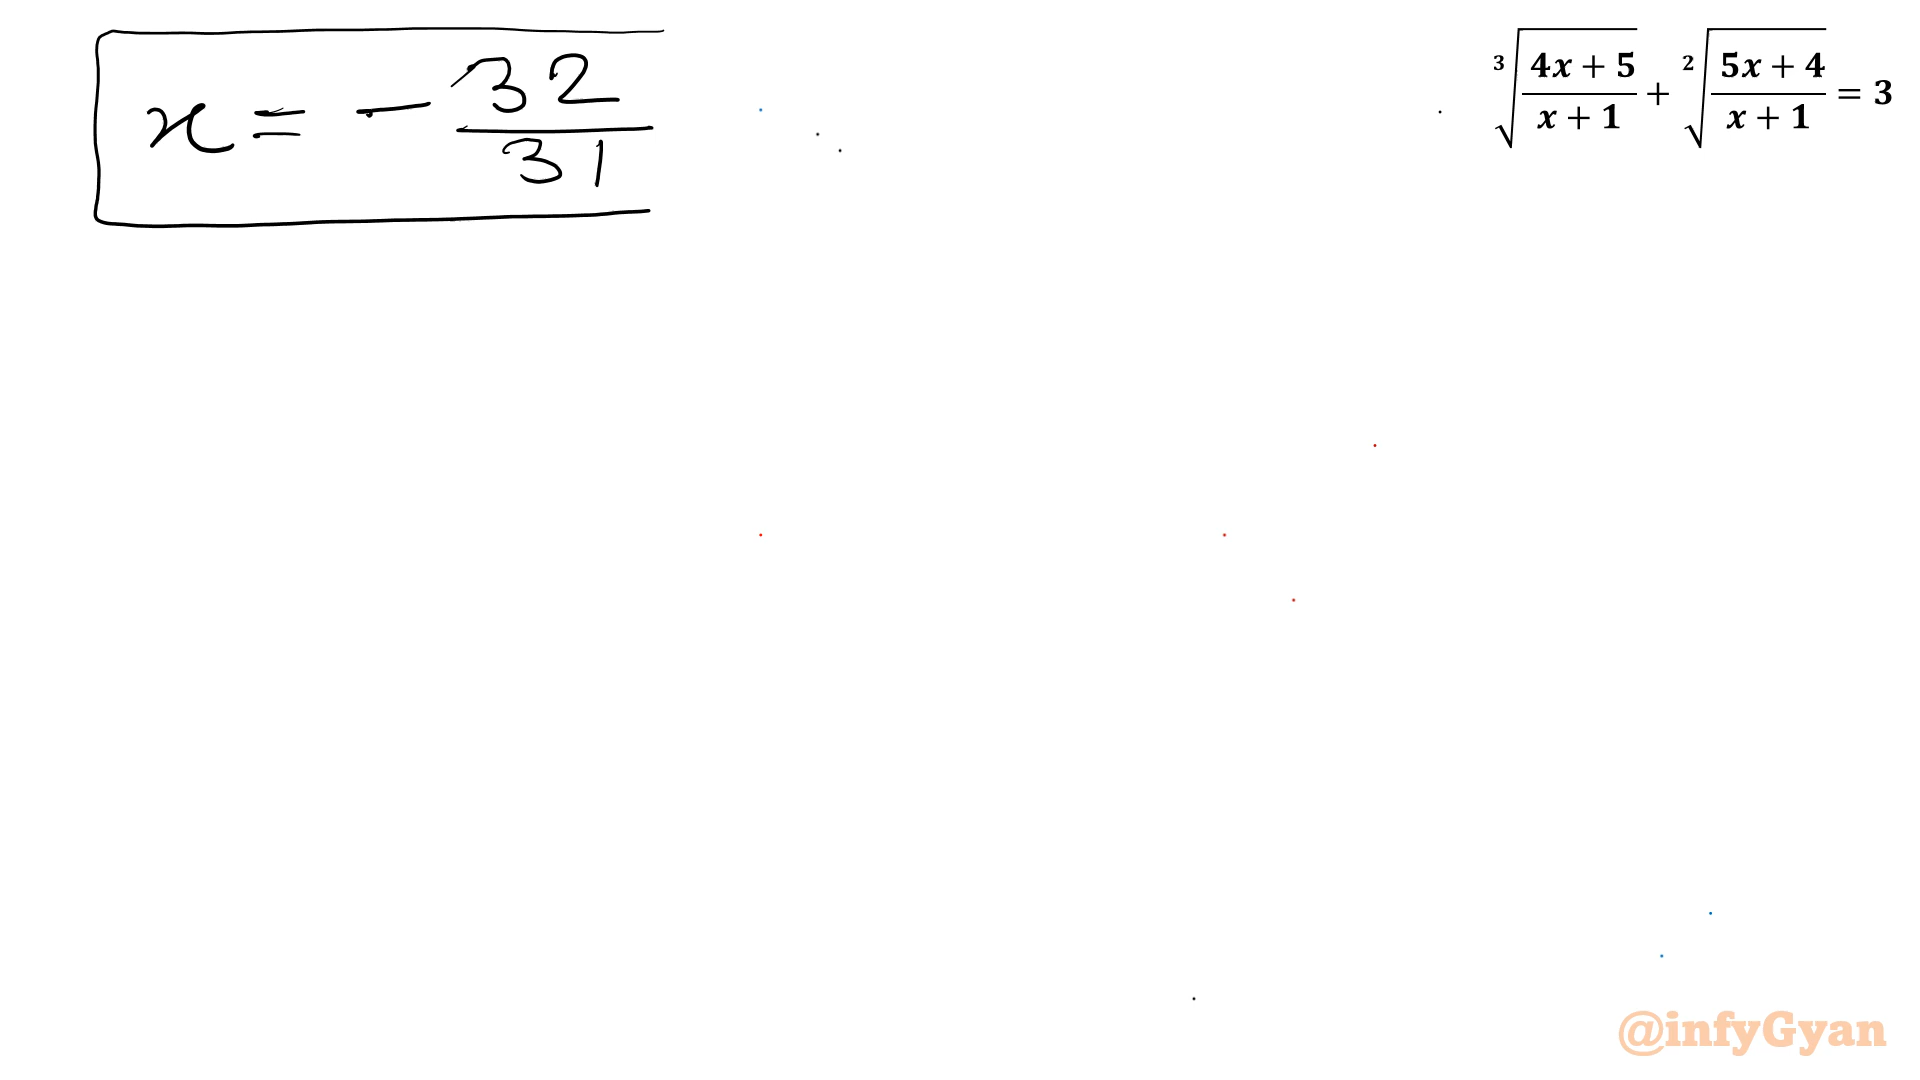 x = - 32/31
∛((4x + 5)/(x + 1)) + ²√((5x + 4)/(x + 1)) = 3
@infyGyan